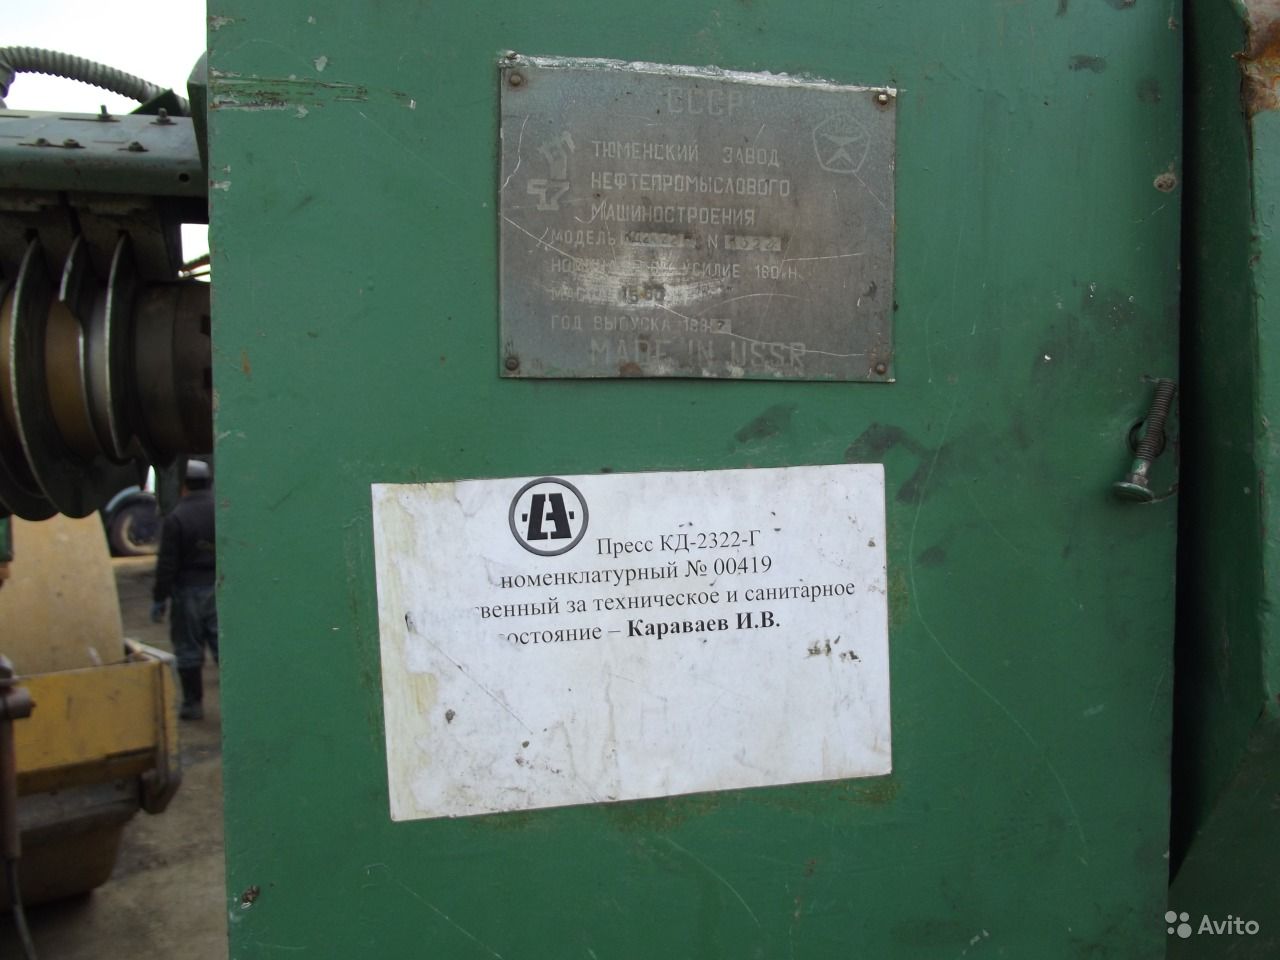 СССР
ТЮМЕНСКИЙ ЗАВОД
НЕФТЕПРОМЫСЛОВОГО
МАШИНОСТРОЕНИЯ
МОДЕЛЬ N
УСИЛИЕ 160
ГОД ВЫПУСКА
MADE IN USSR
Пресс КД-2322-Г
номенклатурный № 00419
венный за техническое и санитарное
остояние – Караваев И.В.
Avito